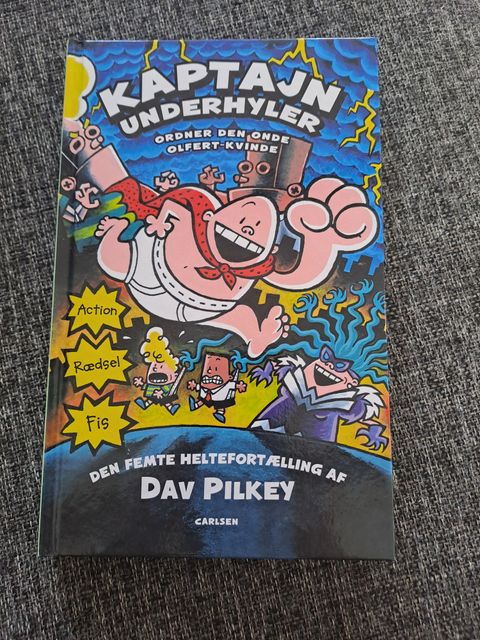 KAPTAJN
UNDERHYLER
ORDNER DEN ONDE
OLFERT-KVINDE
Action
Rædsel
Fis
DEN FEMTE HELTEFORTÆLLING AF
DAV PILKEY
CARLSEN